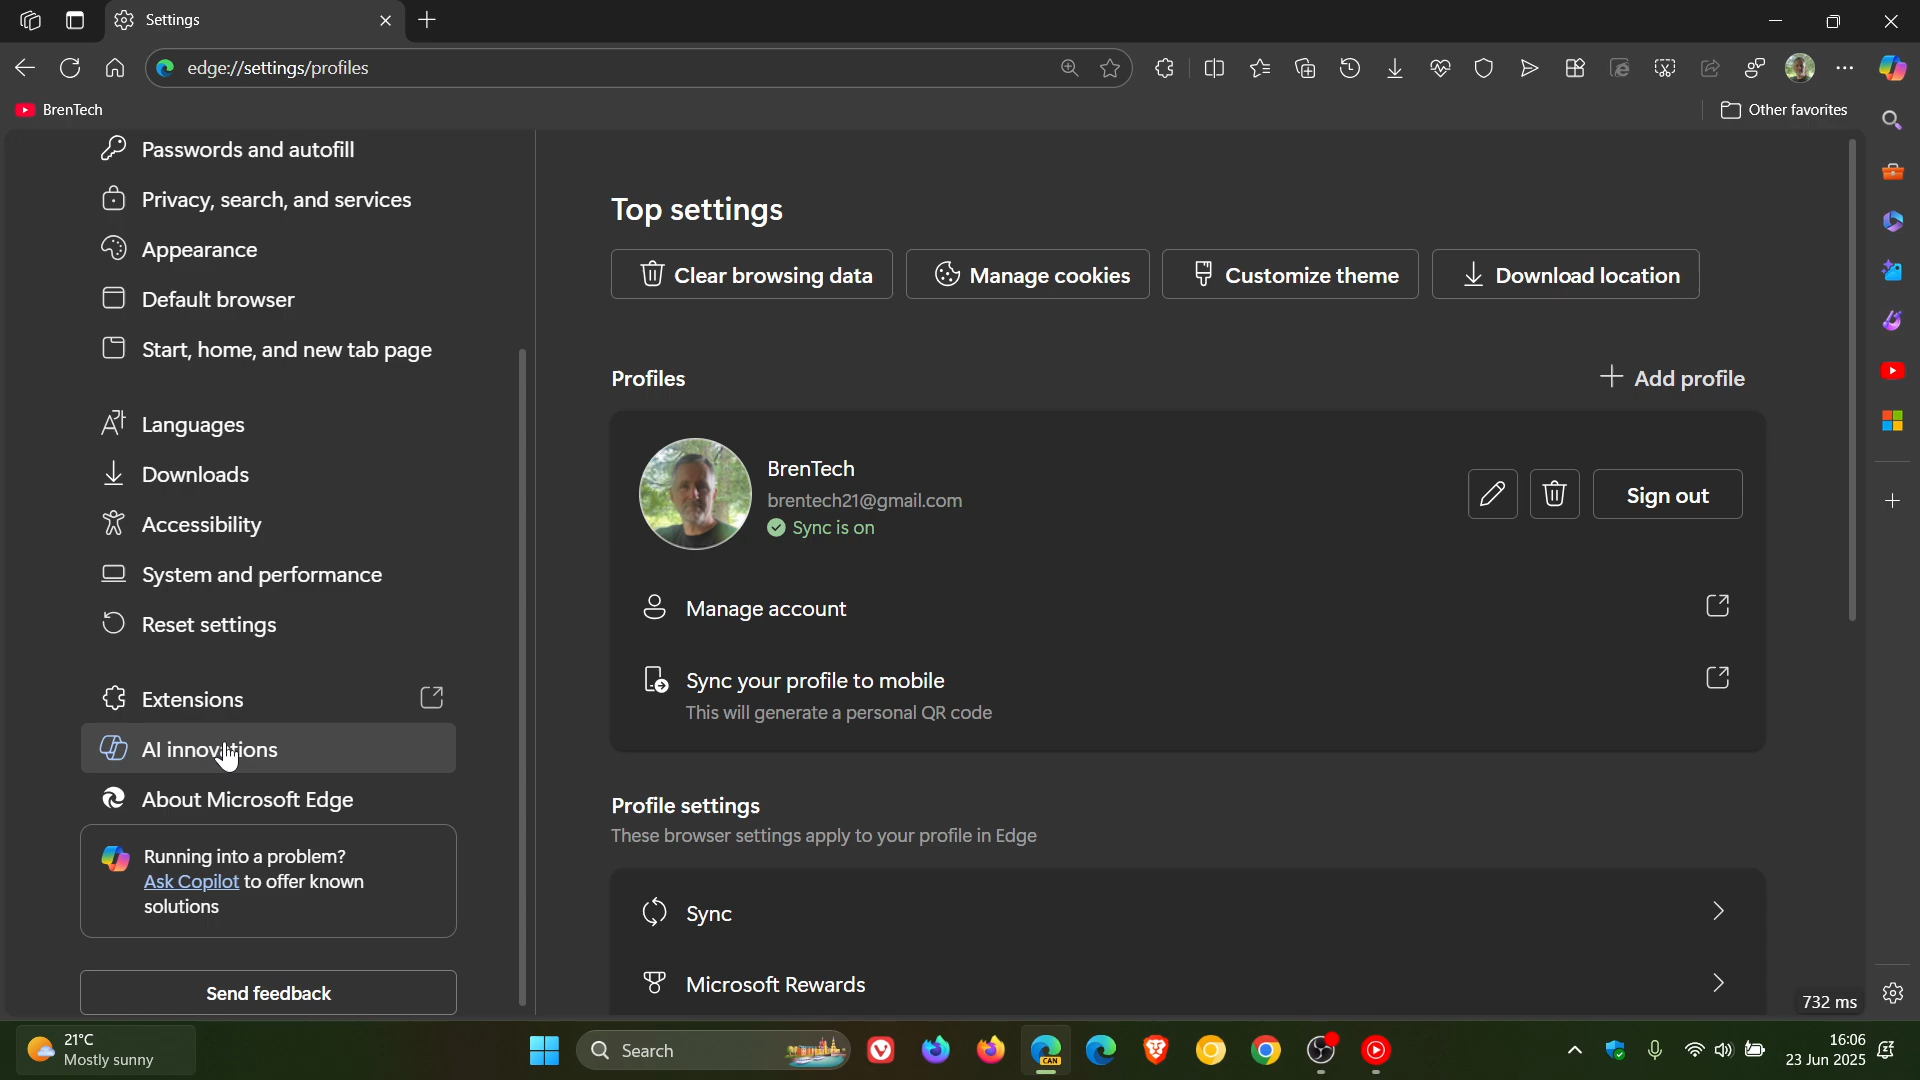 Settings
edge://settings/profiles
BrenTech
Other favorites
Passwords and autofill
Privacy, search, and services
Appearance
Default browser
Start, home, and new tab page
Languages
Downloads
Accessibility
System and performance
Reset settings
Extensions
AI innovations
About Microsoft Edge
Running into a problem?
Ask Copilot to offer known
solutions
Send feedback
Top settings
Clear browsing data
Manage cookies
Customize theme
Download location
Profiles
Add profile
BrenTech
brentech21@gmail.com
Sync is on
Sign out
Manage account
Sync your profile to mobile
This will generate a personal QR code
Profile settings
These browser settings apply to your profile in Edge
Sync
Microsoft Rewards
732 ms
21°C
Mostly sunny
Search
CAN
16:06
23 Jun 2025